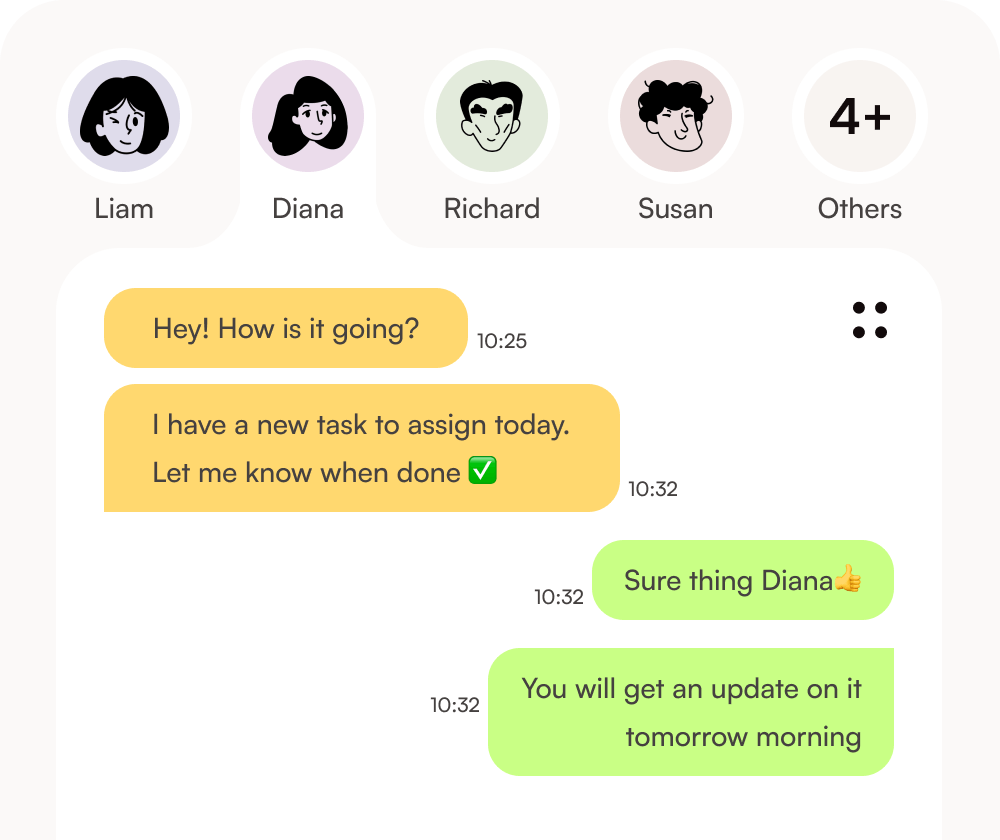 4+
Liam
Diana
Richard
Susan
Others
Hey! How is it going?
10:25
I have a new task to assign today.
Let me know when done ✅
10:32
Sure thing Diana👍
10:32
You will get an update on it
tomorrow morning
10:32